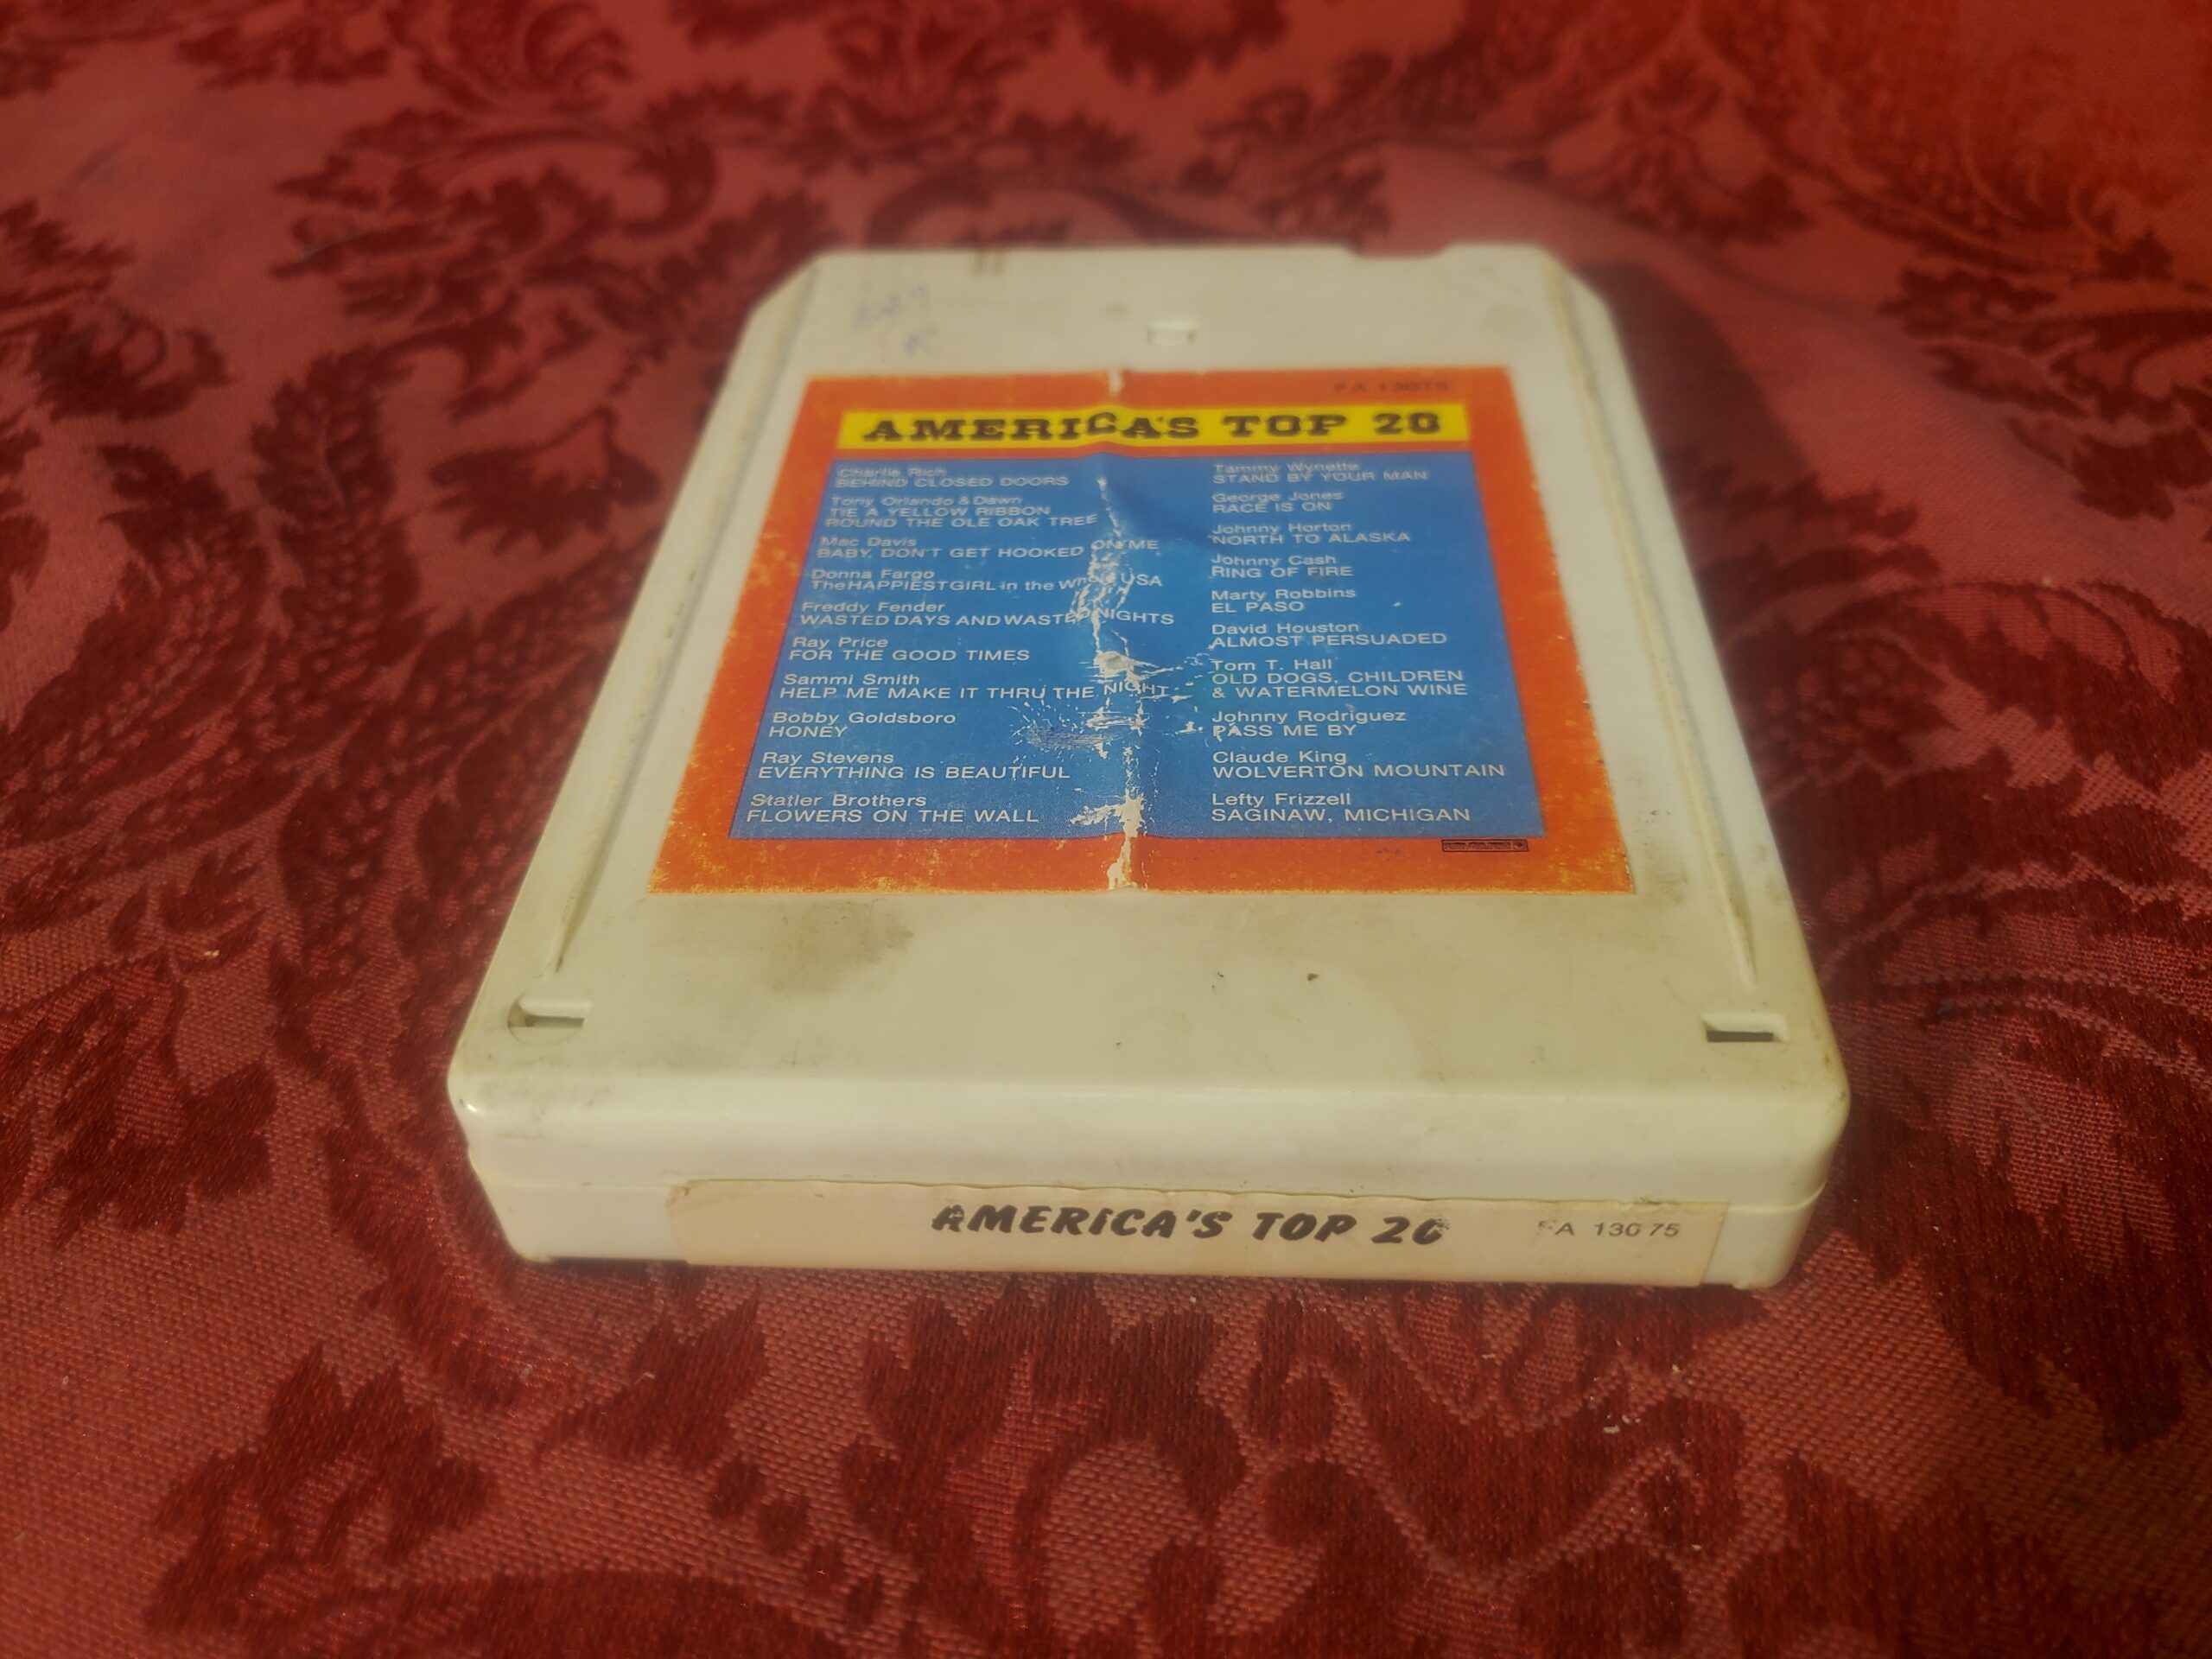 PA 13075
AMERICA'S TOP 20
Charlie Rich
BEHIND CLOSED DOORS
Tony Orlando & Dawn
TIE A YELLOW RIBBON
ROUND THE OLE OAK TREE
Mac Davis
BABY, DON'T GET HOOKED ON ME
Donna Fargo
The HAPPIEST GIRL in the Whole USA
Freddy Fender
WASTED DAYS AND WASTED NIGHTS
Ray Price
FOR THE GOOD TIMES
Sammi Smith
HELP ME MAKE IT THRU THE NIGHT
Bobby Goldsboro
HONEY
Ray Stevens
EVERYTHING IS BEAUTIFUL
Statler Brothers
FLOWERS ON THE WALL
Tammy Wynette
STAND BY YOUR MAN
George Jones
RACE IS ON
Johnny Horton
NORTH TO ALASKA
Johnny Cash
RING OF FIRE
Marty Robbins
EL PASO
David Houston
ALMOST PERSUADED
Tom T. Hall
OLD DOGS, CHILDREN
& WATERMELON WINE
Johnny Rodriguez
PASS ME BY
Claude King
WOLVERTON MOUNTAIN
Lefty Frizzell
SAGINAW, MICHIGAN
AMERICA'S TOP 20 PA 13075